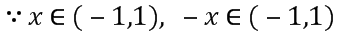 ∵ x ∈ ( − 1,1), − x ∈ ( − 1,1)